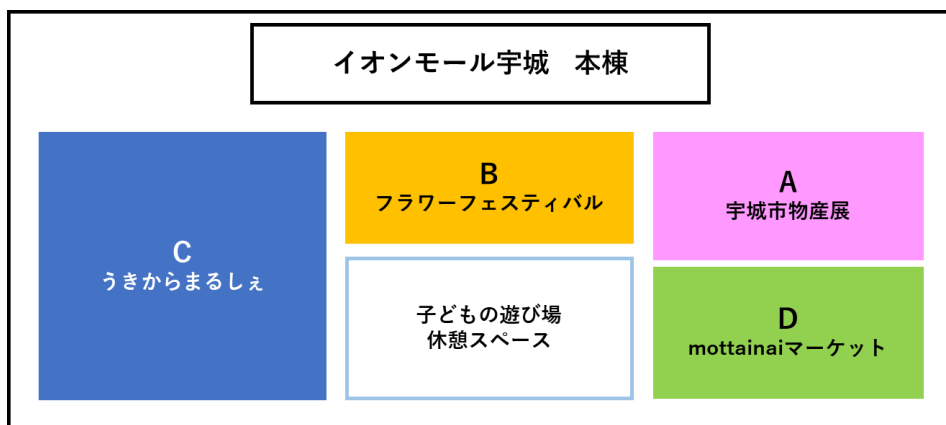 イオンモール宇城　本棟
C
うきからまるしぇ
B
フラワーフェスティバル
子どもの遊び場
休憩スペース
A
宇城市物産展
D
mottainaiマーケット